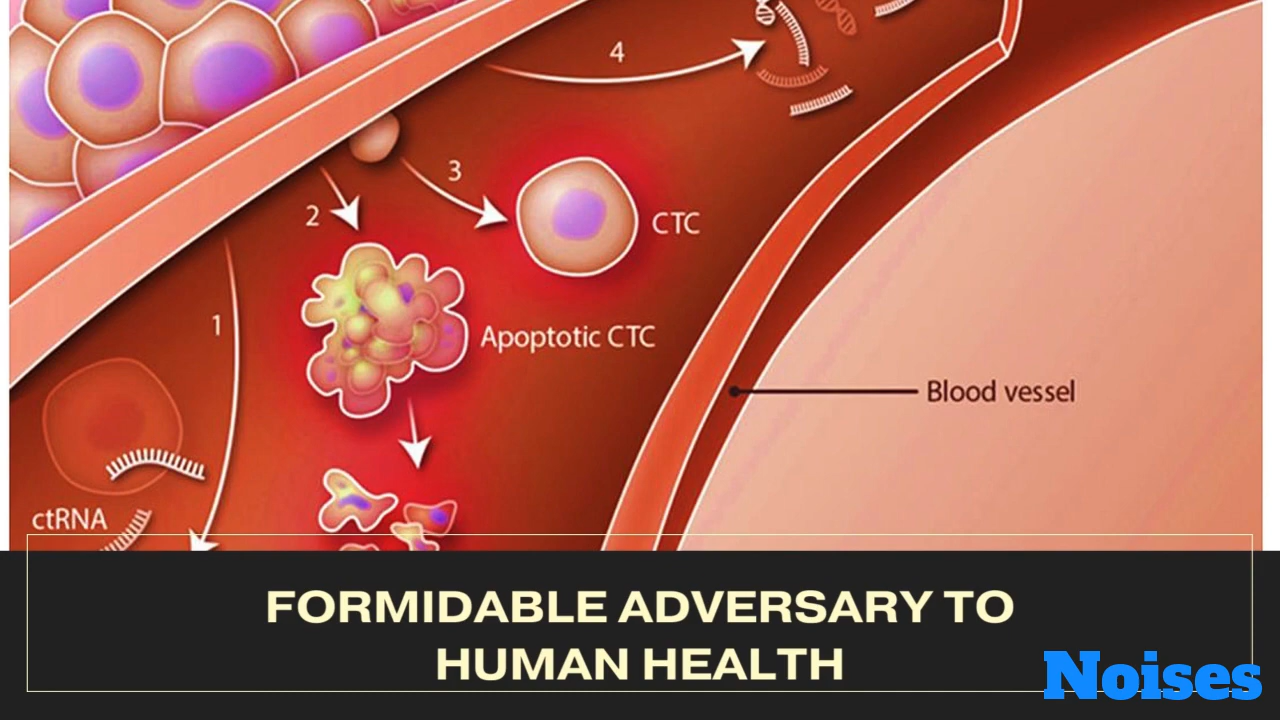 4
3
2
CTC
1
Apoptotic CTC
Blood vessel
ctRNA
FORMIDABLE ADVERSARY TO
HUMAN HEALTH
Noises